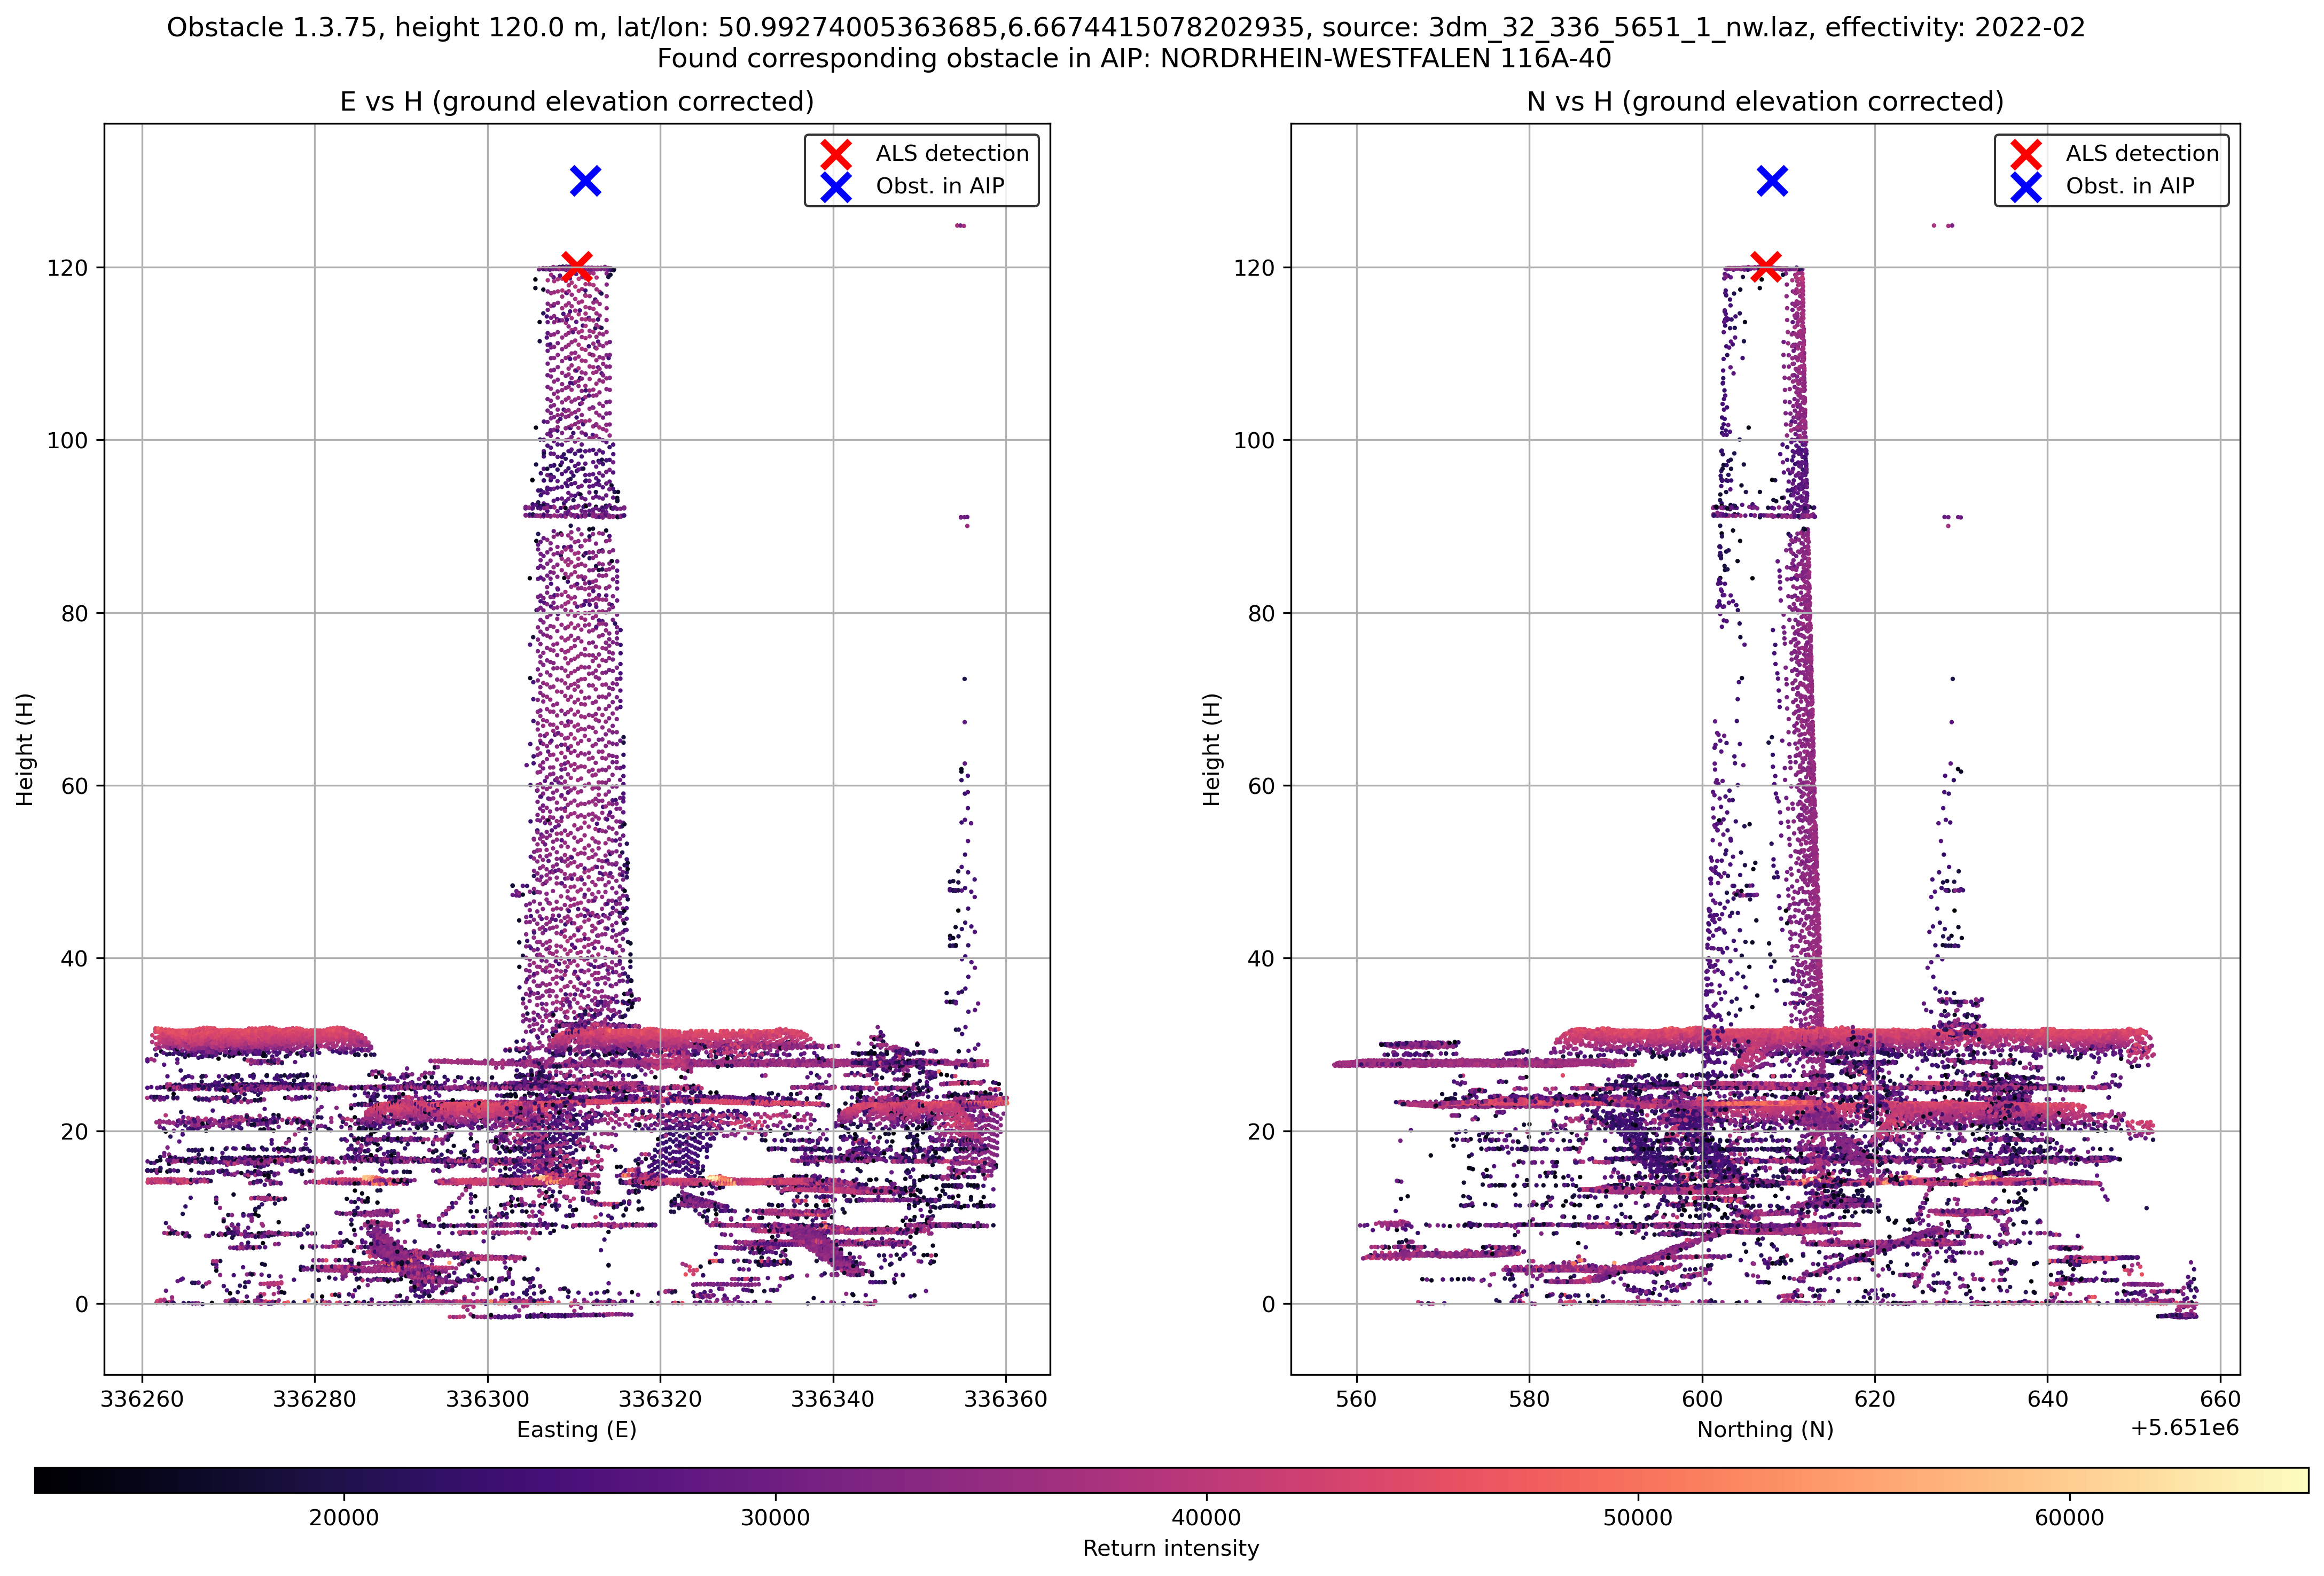 Obstacle 1.3.75, height 120.0 m, lat/lon: 50.99274005363685,6.6674415078202935, source: 3dm_32_336_5651_1_nw.laz, effectivity: 2022-02
Found corresponding obstacle in AIP: NORDRHEIN-WESTFALEN 116A-40
E vs H (ground elevation corrected)
ALS detection
Obst. in AIP
120
100
80
60
40
20
0
Height (H)
336260 336280 336300 336320 336340 336360
Easting (E)
N vs H (ground elevation corrected)
ALS detection
Obst. in AIP
120
100
80
60
40
20
0
Height (H)
560 580 600 620 640 660
+5.651e6
Northing (N)
20000 30000 40000 50000 60000
Return intensity